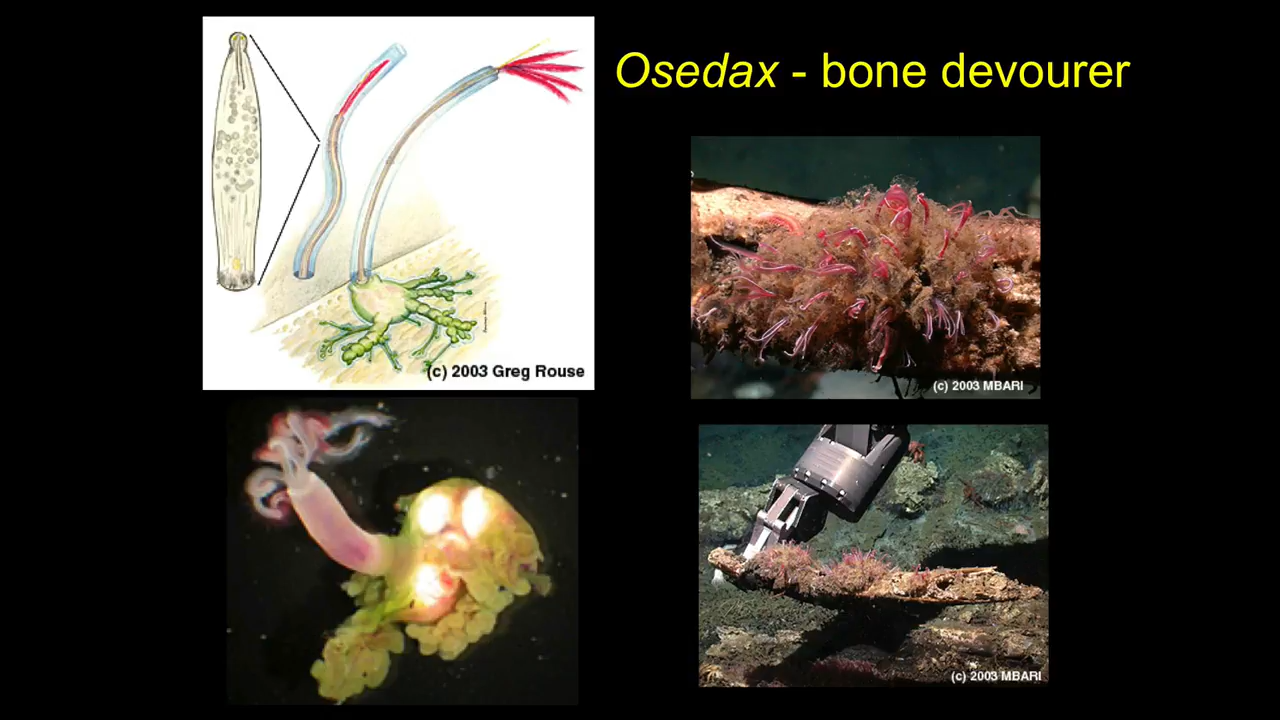 Osedax - bone devourer
(c) 2003 Greg Rouse
(c) 2003 MBARI
(c) 2003 MBARI